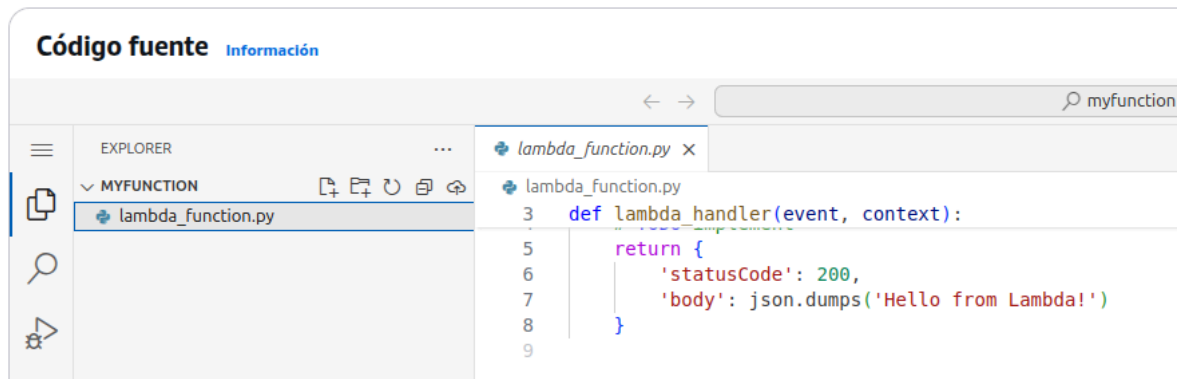 Código fuente Información
myfunction
EXPLORER ...
MYFUNCTION
lambda_function.py
lambda_function.py
lambda_function.py
3 def lambda_handler(event, context):
5 return {
6 'statusCode': 200,
7 'body': json.dumps('Hello from Lambda!')
8 }
9